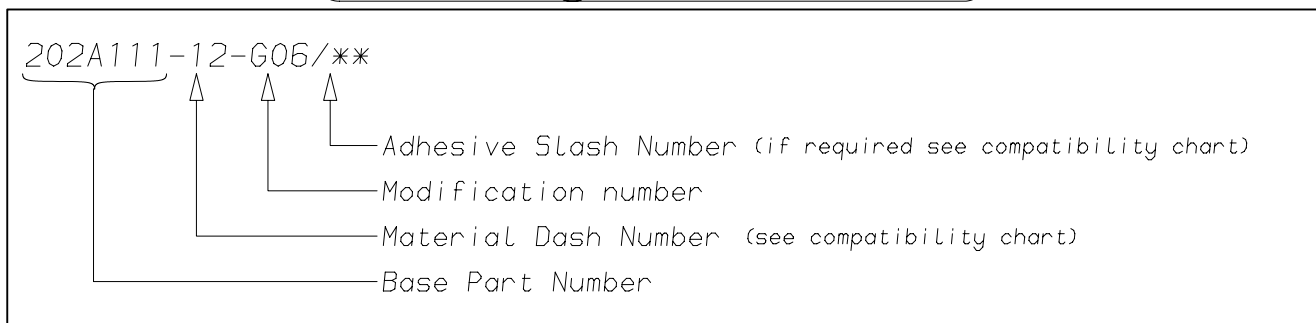 202A111-12-G06/**
Adhesive Slash Number (if required see compatibility chart)
Modification number
Material Dash Number (see compatibility chart)
Base Part Number